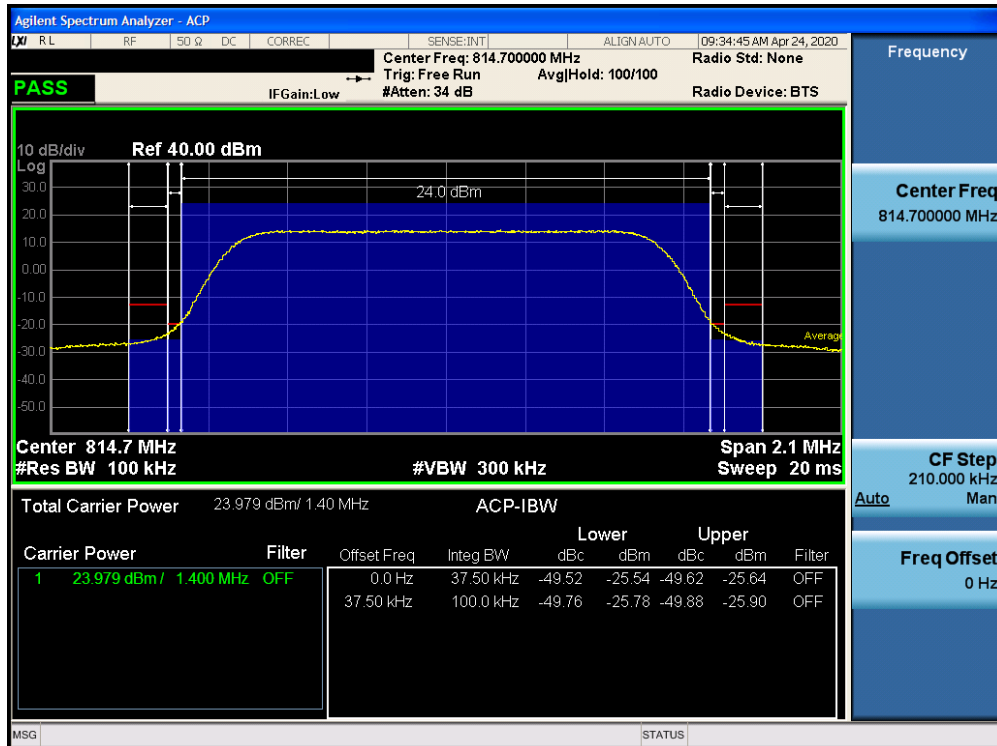 Agilent Spectrum Analyzer - ACP
LXI RL RF 50 Ω DC CORREC SENSE:INT ALIGN AUTO 09:34:45 AM Apr 24, 2020
Center Freq: 814.700000 MHz Radio Std: None
Trig: Free Run Avg|Hold: 100/100
PASS IFGain:Low #Atten: 34 dB Radio Device: BTS
10 dB/div Ref 40.00 dBm
Log
30.0
24.0 dBm
20.0
10.0
0.00
-10.0
-20.0
Average
-30.0
-40.0
-50.0
Center 814.7 MHz Span 2.1 MHz
#Res BW 100 kHz #VBW 300 kHz Sweep 20 ms
Total Carrier Power 23.979 dBm/ 1.40 MHz ACP-IBW
Lower Upper
Carrier Power Filter Offset Freq Integ BW dBc dBm dBc dBm Filter
1 23.979 dBm / 1.400 MHz OFF 0.0 Hz 37.50 kHz -49.52 -25.54 -49.62 -25.64 OFF
37.50 kHz 100.0 kHz -49.76 -25.78 -49.88 -25.90 OFF
Frequency
Center Freq
814.700000 MHz
CF Step
210.000 kHz
Auto Man
Freq Offset
0 Hz
MSG STATUS